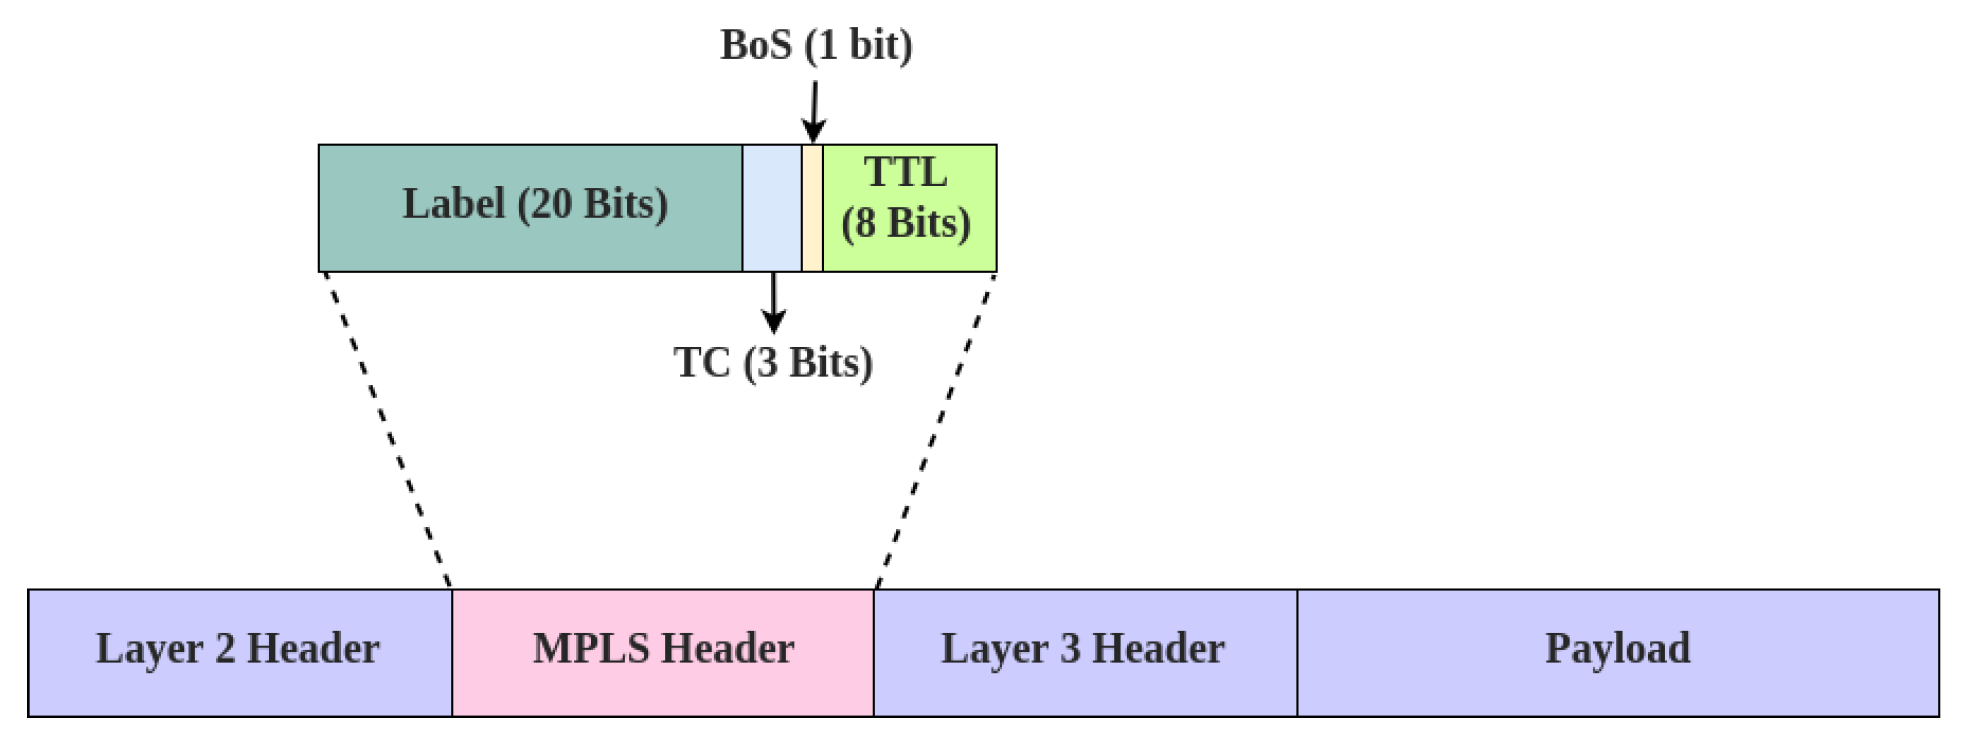 BoS (1 bit)
Label (20 Bits)
TTL
(8 Bits)
TC (3 Bits)
Layer 2 Header
MPLS Header
Layer 3 Header
Payload